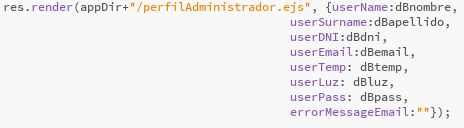 res.render(appDir+"/perfilAdministrador.ejs", {userName:dBnombre,
userSurname:dBapellido,
userDNI:dBdni,
userEmail:dBemail,
userTemp: dBtemp,
userLuz: dBluz,
userPass: dBpass,
errorMessageEmail:""});